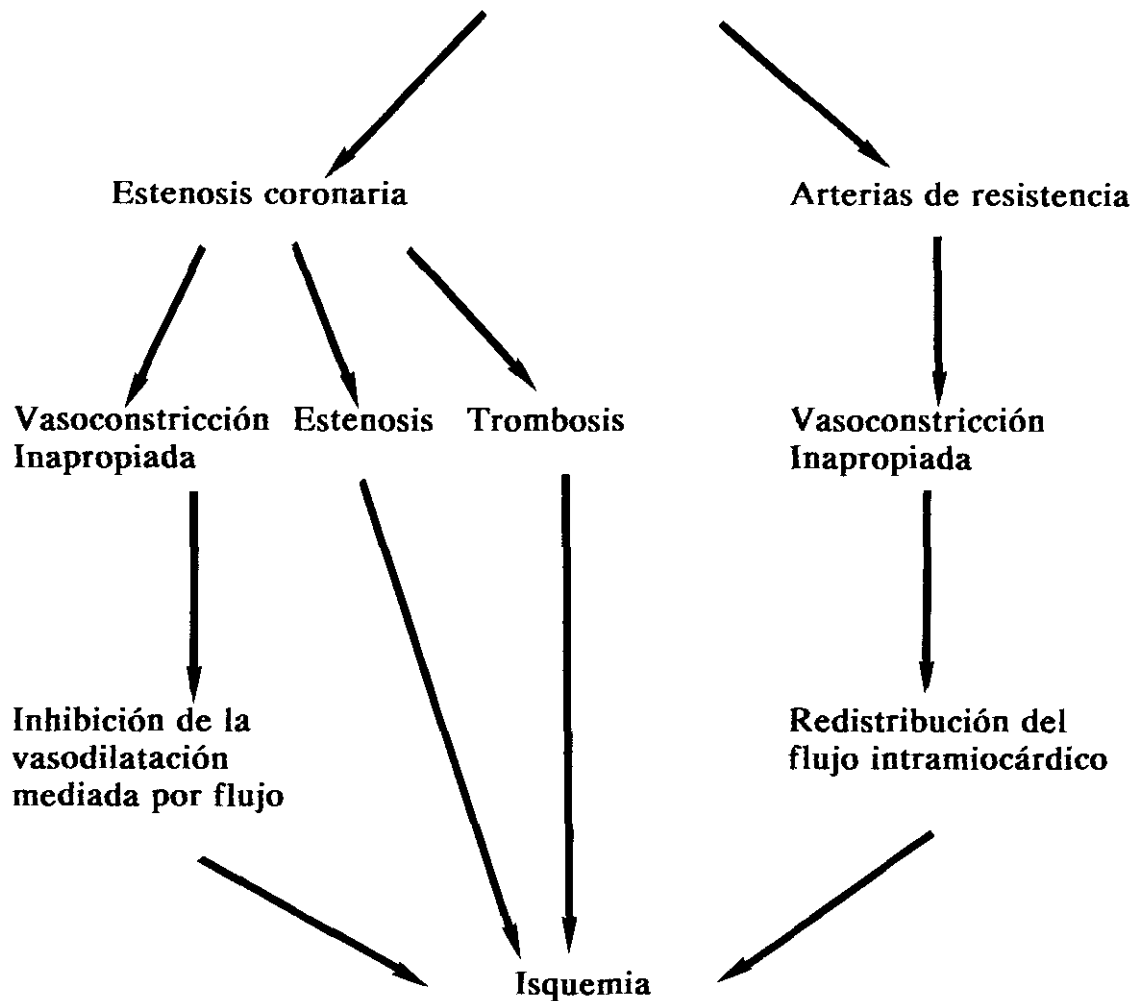 Estenosis coronaria
Arterias de resistencia
Vasoconstricción
Inapropiada
Estenosis
Trombosis
Vasoconstricción
Inapropiada
Inhibición de la
vasodilatación
mediada por flujo
Redistribución del
flujo intramiocárdico
Isquemia